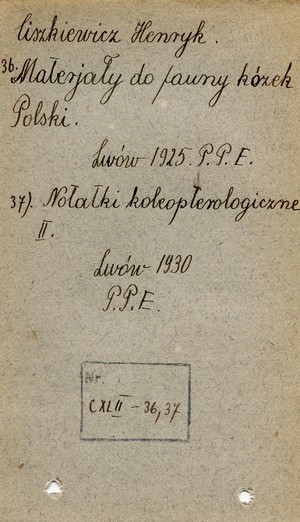 liszkiewicz Henryk.
36. Materjały do fauny kózek
Polski.
Lwów 1925. P.P.E.
37). Notatki koleopterologiczne
II.
Lwów 1930
P.P.E.
Nr.
CXLII - 36, 37